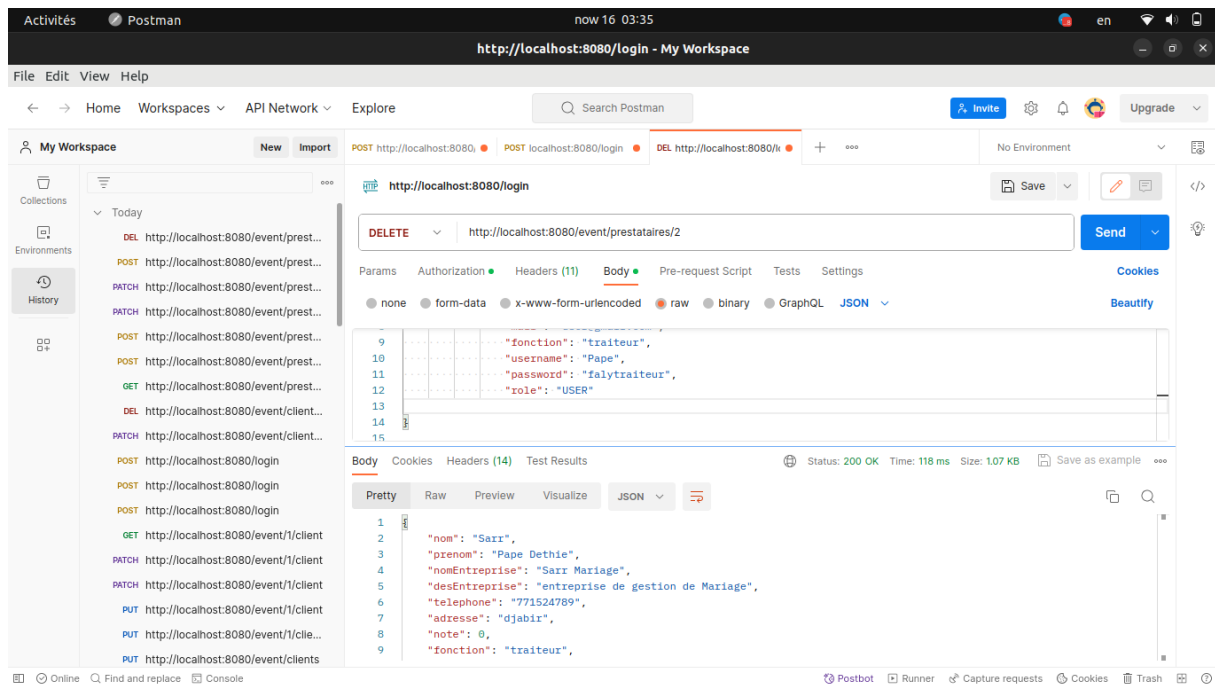 Activités Postman now 16 03:35 en
http://localhost:8080/login - My Workspace
File Edit View Help
Home Workspaces API Network Explore Search Postman Invite Upgrade
My Workspace New Import POST http://localhost:8080/ POST localhost:8080/login DEL http://localhost:8080/lo No Environment
Collections
Environments
History
Today
DEL http://localhost:8080/event/prest...
POST http://localhost:8080/event/prest...
PATCH http://localhost:8080/event/prest...
PATCH http://localhost:8080/event/prest...
POST http://localhost:8080/event/prest...
POST http://localhost:8080/event/prest...
GET http://localhost:8080/event/prest...
DEL http://localhost:8080/event/client...
PATCH http://localhost:8080/event/client...
POST http://localhost:8080/login
POST http://localhost:8080/login
POST http://localhost:8080/login
GET http://localhost:8080/event/1/client
PATCH http://localhost:8080/event/1/client
PATCH http://localhost:8080/event/1/client
PUT http://localhost:8080/event/1/client
PUT http://localhost:8080/event/1/clie...
PUT http://localhost:8080/event/clients
HTTP http://localhost:8080/login Save
DELETE http://localhost:8080/event/prestataires/2 Send
Params Authorization Headers (11) Body Pre-request Script Tests Settings Cookies
none form-data x-www-form-urlencoded raw binary GraphQL JSON Beautify
9 "fonction": "traiteur",
10 "username": "Pape",
11 "password": "falytraiteur",
12 "role": "USER"
13
14 }
15
Body Cookies Headers (14) Test Results Status: 200 OK Time: 118 ms Size: 1.07 KB Save as example
Pretty Raw Preview Visualize JSON
1 {
2 "nom": "Sarr",
3 "prenom": "Pape Dethie",
4 "nomEntreprise": "Sarr Mariage",
5 "desEntreprise": "entreprise de gestion de Mariage",
6 "telephone": "771524789",
7 "adresse": "djabir",
8 "note": 0,
9 "fonction": "traiteur",
Online Find and replace Console Postbot Runner Capture requests Cookies Trash